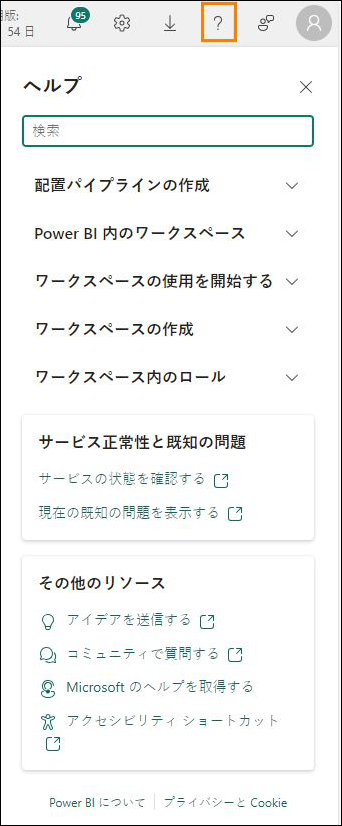 用版:
54 日
95
?
ヘルプ
検索
配置パイプラインの作成
Power BI 内のワークスペース
ワークスペースの使用を開始する
ワークスペースの作成
ワークスペース内のロール
サービス正常性と既知の問題
サービスの状態を確認する
現在の既知の問題を表示する
その他のリソース
アイデアを送信する
コミュニティで質問する
Microsoft のヘルプを取得する
アクセシビリティ ショートカット
Power BI について
プライバシーと Cookie